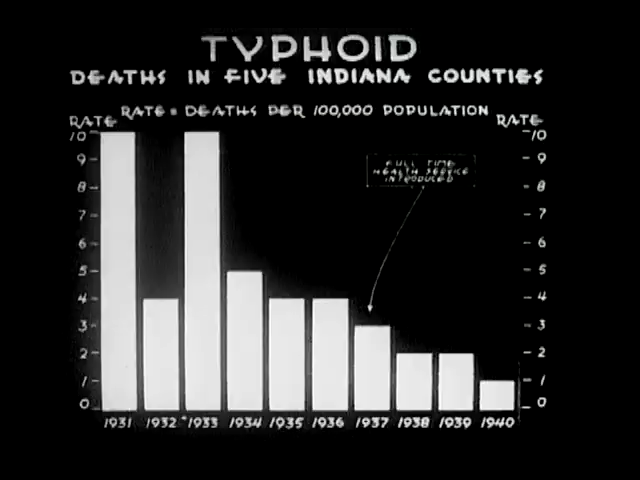 TYPHOID
DEATHS IN FIVE INDIANA COUNTIES
RATE = DEATHS PER 100,000 POPULATION
RATE RATE
10 10
9 9
8 8
7 7
6 6
5 5
4 4
3 3
2 2
1 1
0 0
FULL TIME
HEALTH SERVICE
INTRODUCED
1931 1932 1933 1934 1935 1936 1937 1938 1939 1940